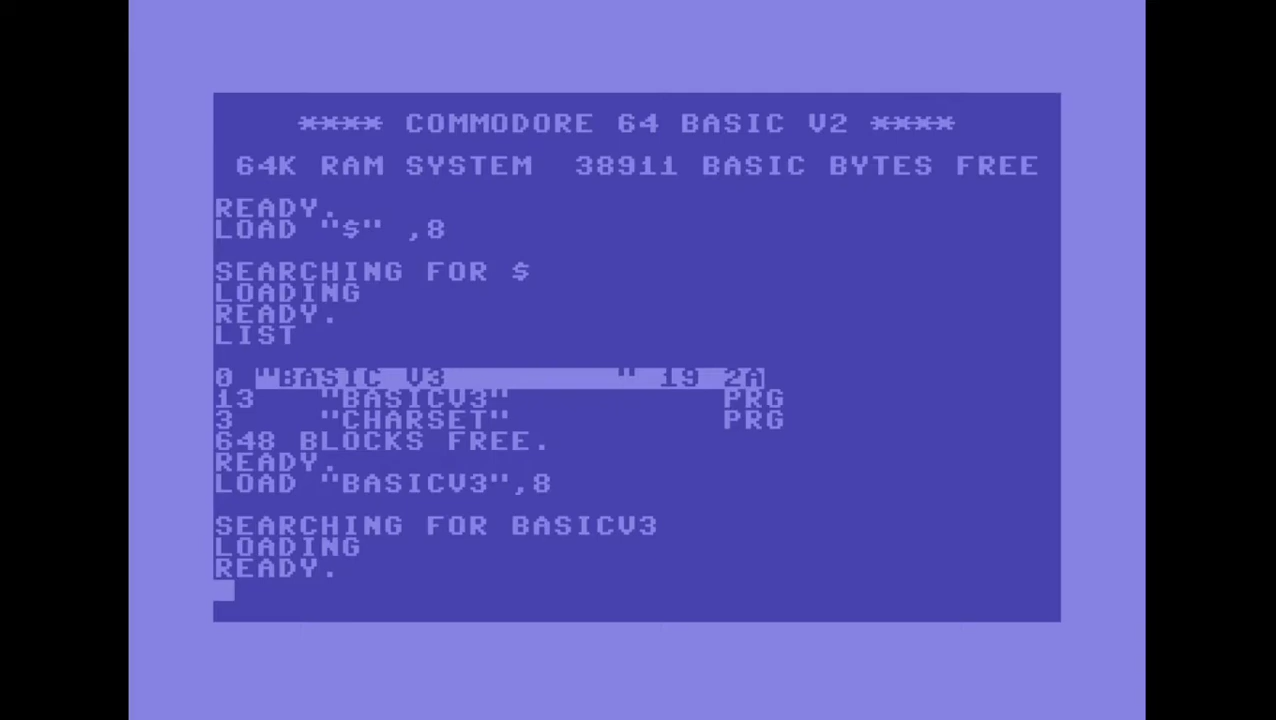 **** COMMODORE 64 BASIC V2 ****
64K RAM SYSTEM  38911 BASIC BYTES FREE
READY.
LOAD "$" ,8
SEARCHING FOR $
LOADING
READY.
LIST
0 "BASIC V3        " 19 2A
13   "BASICV3"          PRG
3    "CHARSET"          PRG
648 BLOCKS FREE.
READY.
LOAD "BASICV3",8
SEARCHING FOR BASICV3
LOADING
READY.